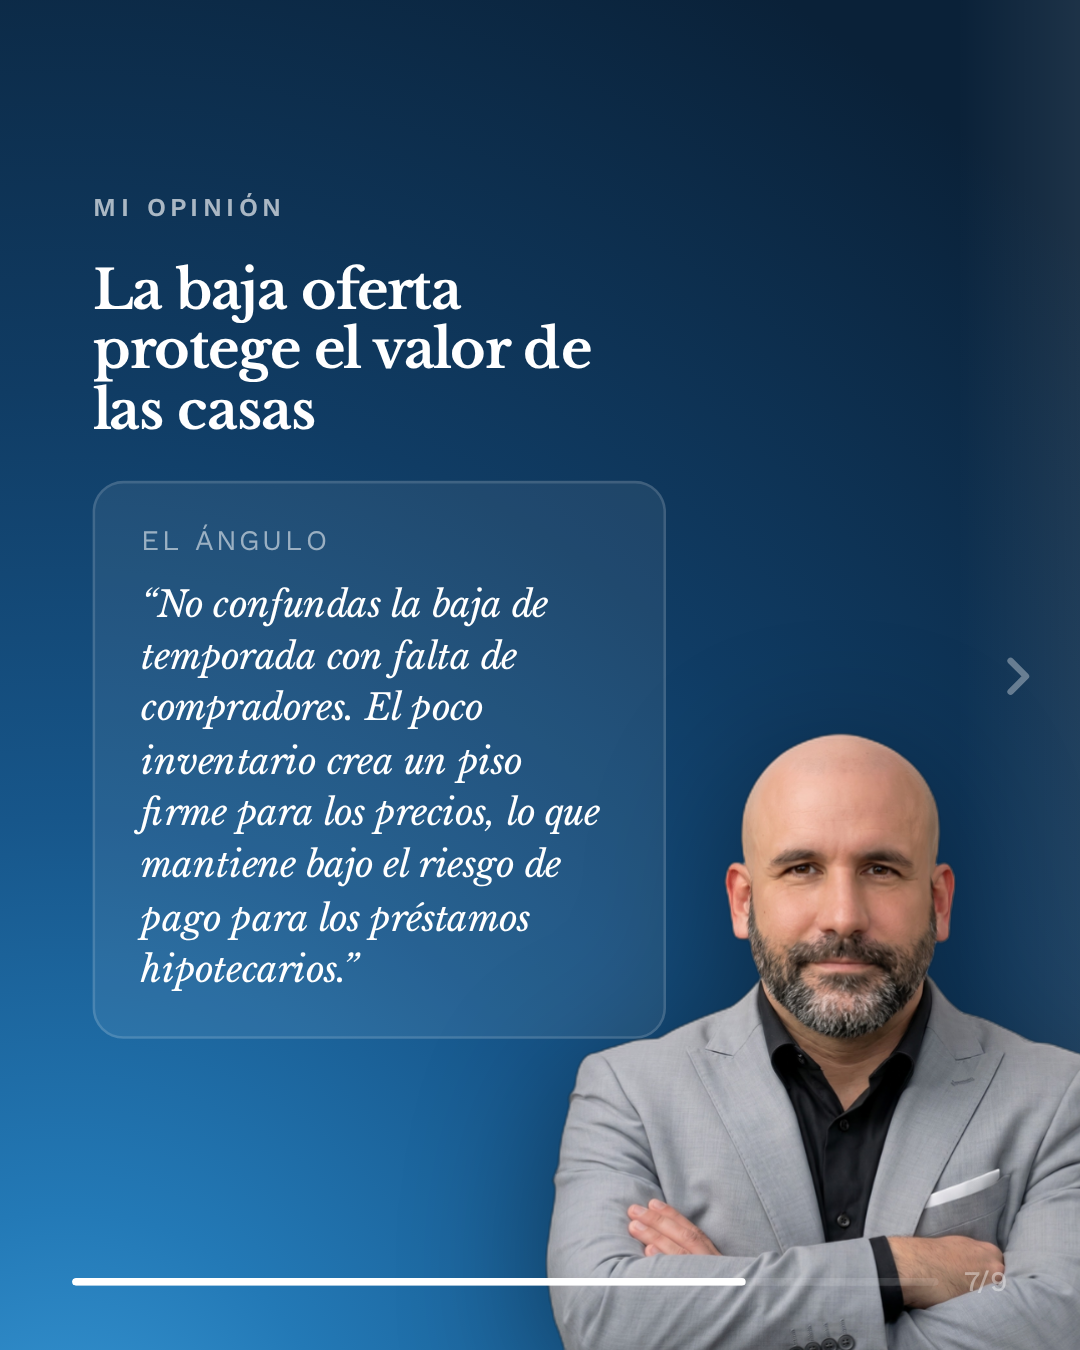 MI OPINIÓN
La baja oferta
protege el valor de
las casas
EL ÁNGULO
“No confundas la baja de
temporada con falta de
compradores. El poco
inventario crea un piso
firme para los precios, lo que
mantiene bajo el riesgo de
pago para los préstamos
hipotecarios.”
7/9